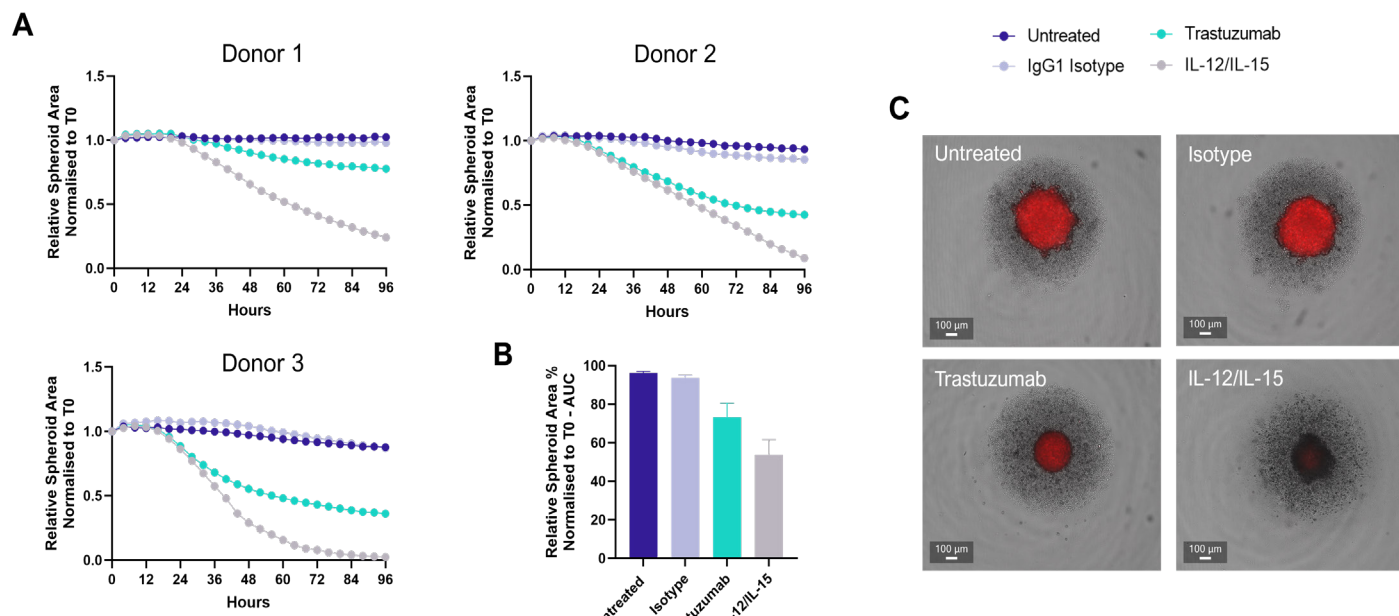 A
Donor 1
Relative Spheroid Area
Normalised to T0
1.5
1.0
0.5
0.0
0 12 24 36 48 60 72 84 96
Hours
Donor 2
Relative Spheroid Area
Normalised to T0
1.5
1.0
0.5
0.0
0 12 24 36 48 60 72 84 96
Hours
Untreated
IgG1 Isotype
Trastuzumab
IL-12/IL-15
Donor 3
Relative Spheroid Area
Normalised to T0
1.5
1.0
0.5
0.0
0 12 24 36 48 60 72 84 96
Hours
B
Relative Spheroid Area %
Normalised to T0 - AUC
100
80
60
40
20
0
ntreated
Isotype
tuzumab
-12/IL-15
C
Untreated
100 µm
Isotype
100 µm
Trastuzumab
100 µm
IL-12/IL-15
100 µm